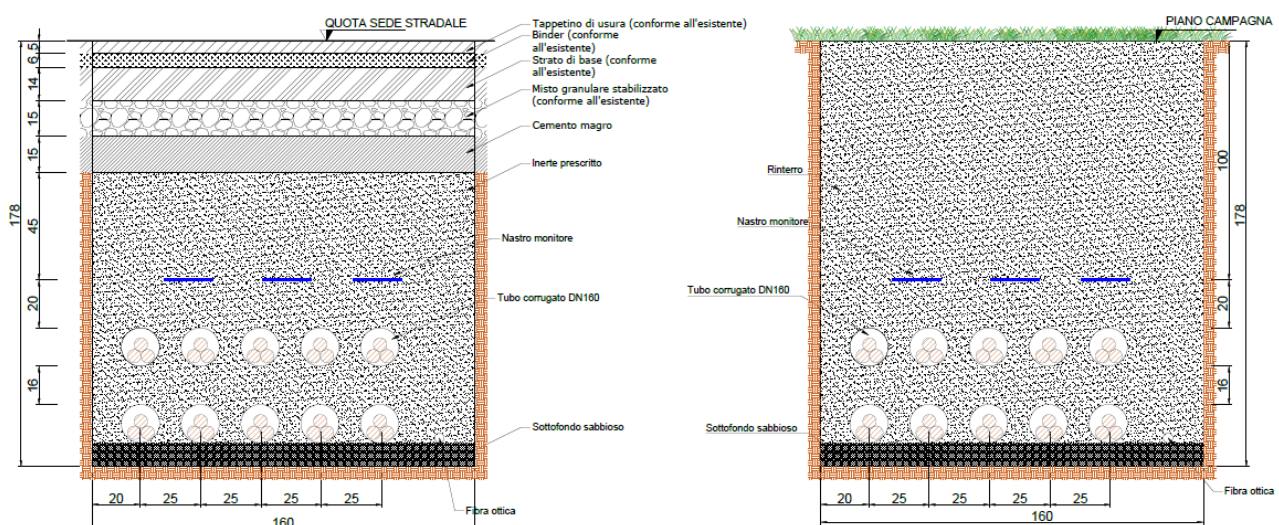 QUOTA SEDE STRADALE
Tappetino di usura (conforme all'esistente)
Binder (conforme
all'esistente)
Strato di base (conforme
all'esistente)
Misto granulare stabilizzato
(conforme all'esistente)
Cemento magro
Inerte prescritto
Nastro monitore
Tubo corrugato DN160
Sottofondo sabbioso
Fibra ottica
5
6
14
15
15
45
20
16
178
20 25 25 25 25
160
PIANO CAMPAGNA
Rinterro
Nastro monitore
Tubo corrugato DN160
Sottofondo sabbioso
Fibra ottica
100
20
16
178
20 25 25 25 25
160